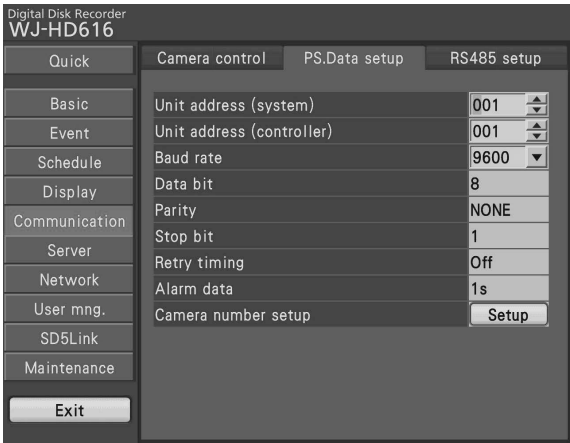 Digital Disk Recorder
WJ-HD616
Quick
Basic
Event
Schedule
Display
Communication
Server
Network
User mng.
SD5Link
Maintenance
Exit
Camera control PS.Data setup RS485 setup
Unit address (system) 001
Unit address (controller) 001
Baud rate 9600
Data bit 8
Parity NONE
Stop bit 1
Retry timing Off
Alarm data 1s
Camera number setup Setup